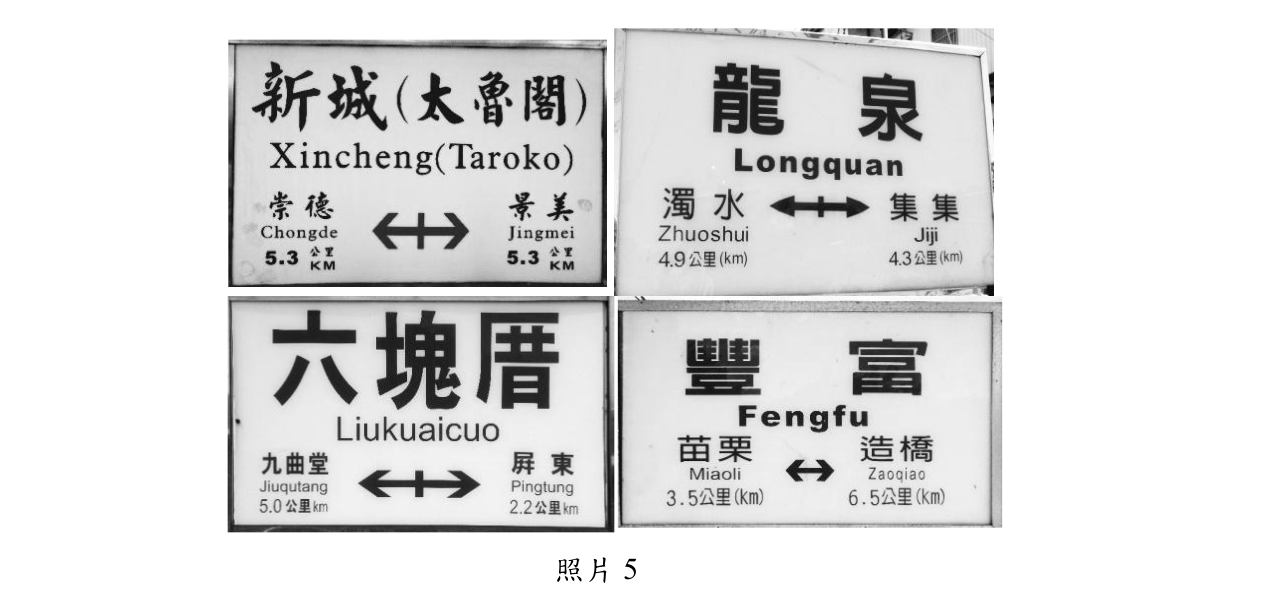 新城(太魯閣)
Xincheng(Taroko)
崇德 景美
Chongde Jingmei
5.3 公里 KM 5.3 公里 KM
龍泉
Longquan
濁水 集集
Zhuoshui Jiji
4.9公里(km) 4.3公里(km)
六塊厝
Liukuaicuo
九曲堂 屏東
Jiuqutang Pingtung
5.0公里km 2.2公里km
豐富
Fengfu
苗栗 造橋
Miaoli Zaoqiao
3.5公里(km) 6.5公里(km)
照片 5